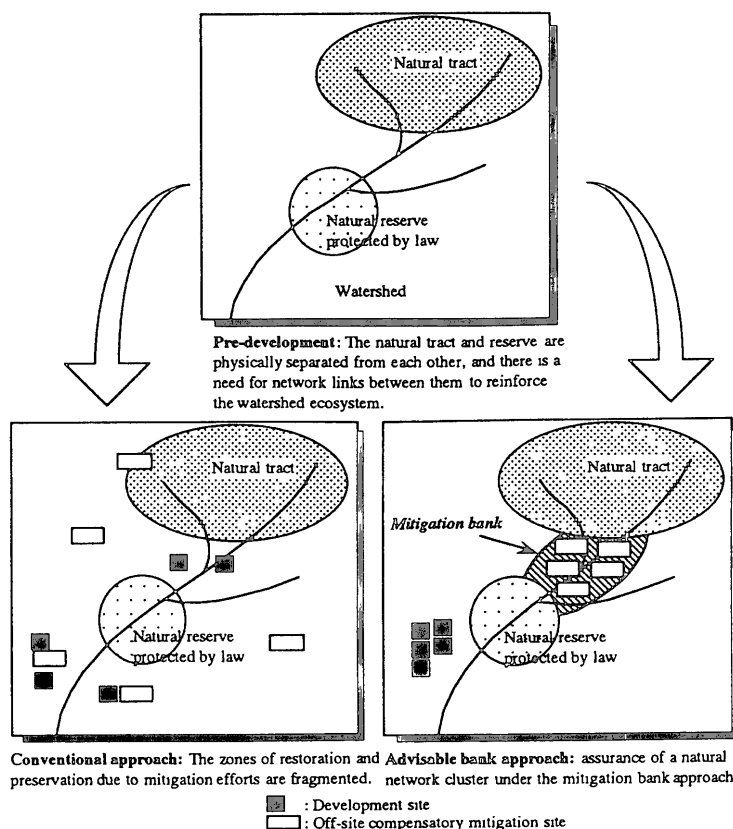 Natural tract
Natural reserve
protected by law
Watershed
Pre-development: The natural tract and reserve are
physically separated from each other, and there is a
need for network links between them to reinforce
the watershed ecosystem.
Natural tract
Natural reserve
protected by law
Conventional approach: The zones of restoration and
preservation due to mitigation efforts are fragmented.
Natural tract
Mitigation bank
Natural reserve
protected by law
Advisable bank approach: assurance of a natural
network cluster under the mitigation bank approach
: Development site
: Off-site compensatory mitigation site